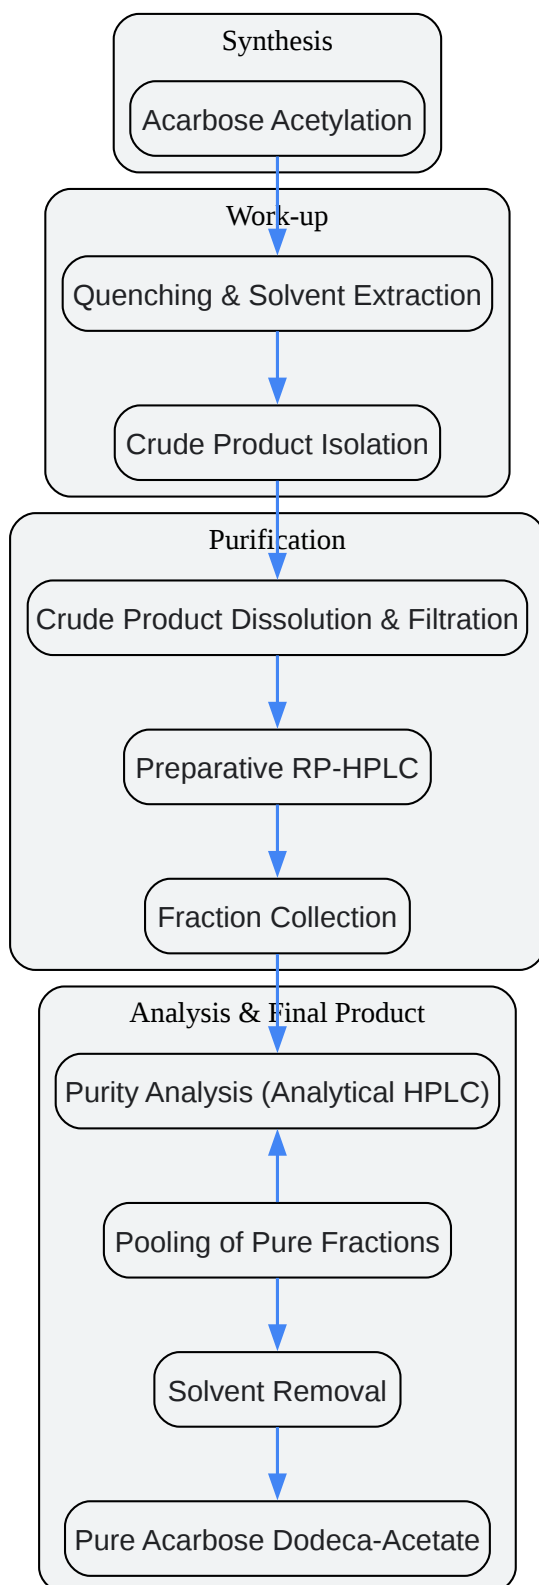 Synthesis
Acarbose Acetylation
Work-up
Quenching & Solvent Extraction
Crude Product Isolation
Purification
Crude Product Dissolution & Filtration
Preparative RP-HPLC
Fraction Collection
Analysis & Final Product
Purity Analysis (Analytical HPLC)
Pooling of Pure Fractions
Solvent Removal
Pure Acarbose Dodeca-Acetate